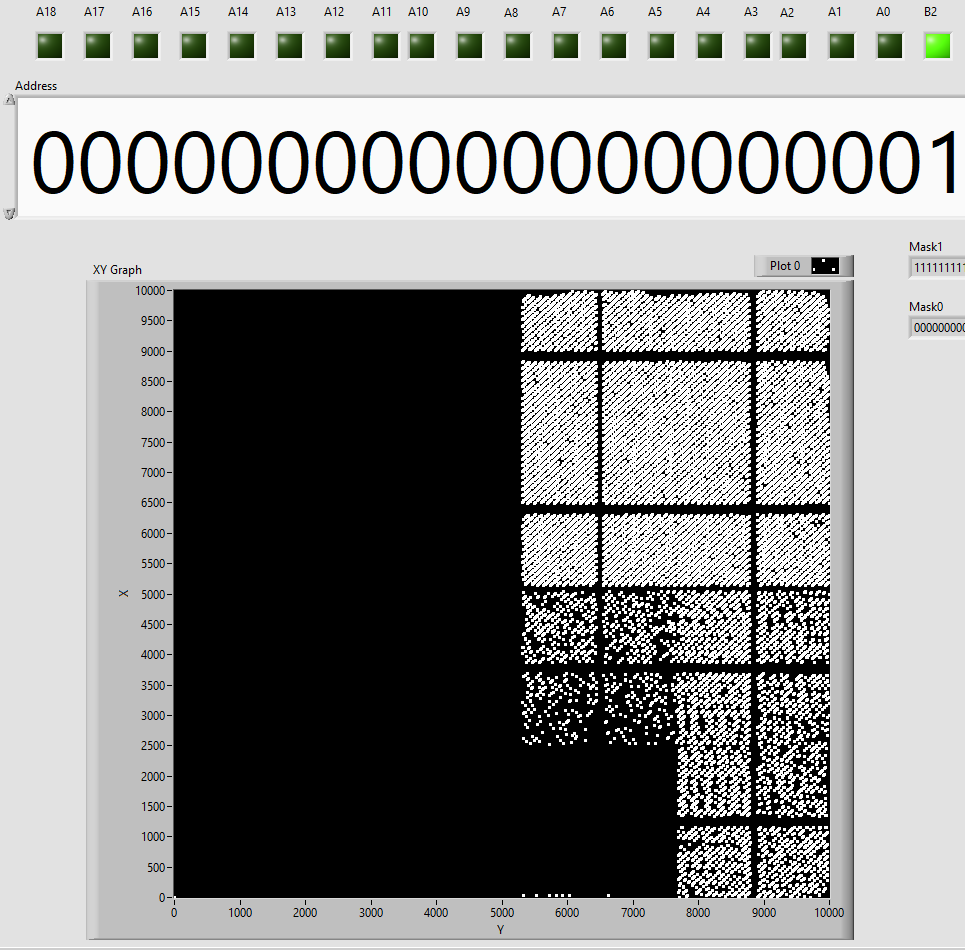 A18 A17 A16 A15 A14 A13 A12 A11 A10 A9 A8 A7 A6 A5 A4 A3 A2 A1 A0 B2
Address
00000000000000000001
Mask1
111111111
Mask0
000000000
XY Graph
Plot 0
10000
9500
9000
8500
8000
7500
7000
6500
6000
5500
5000
4500
4000
3500
3000
2500
2000
1500
1000
500
0
X
0 1000 2000 3000 4000 5000 6000 7000 8000 9000 10000
Y